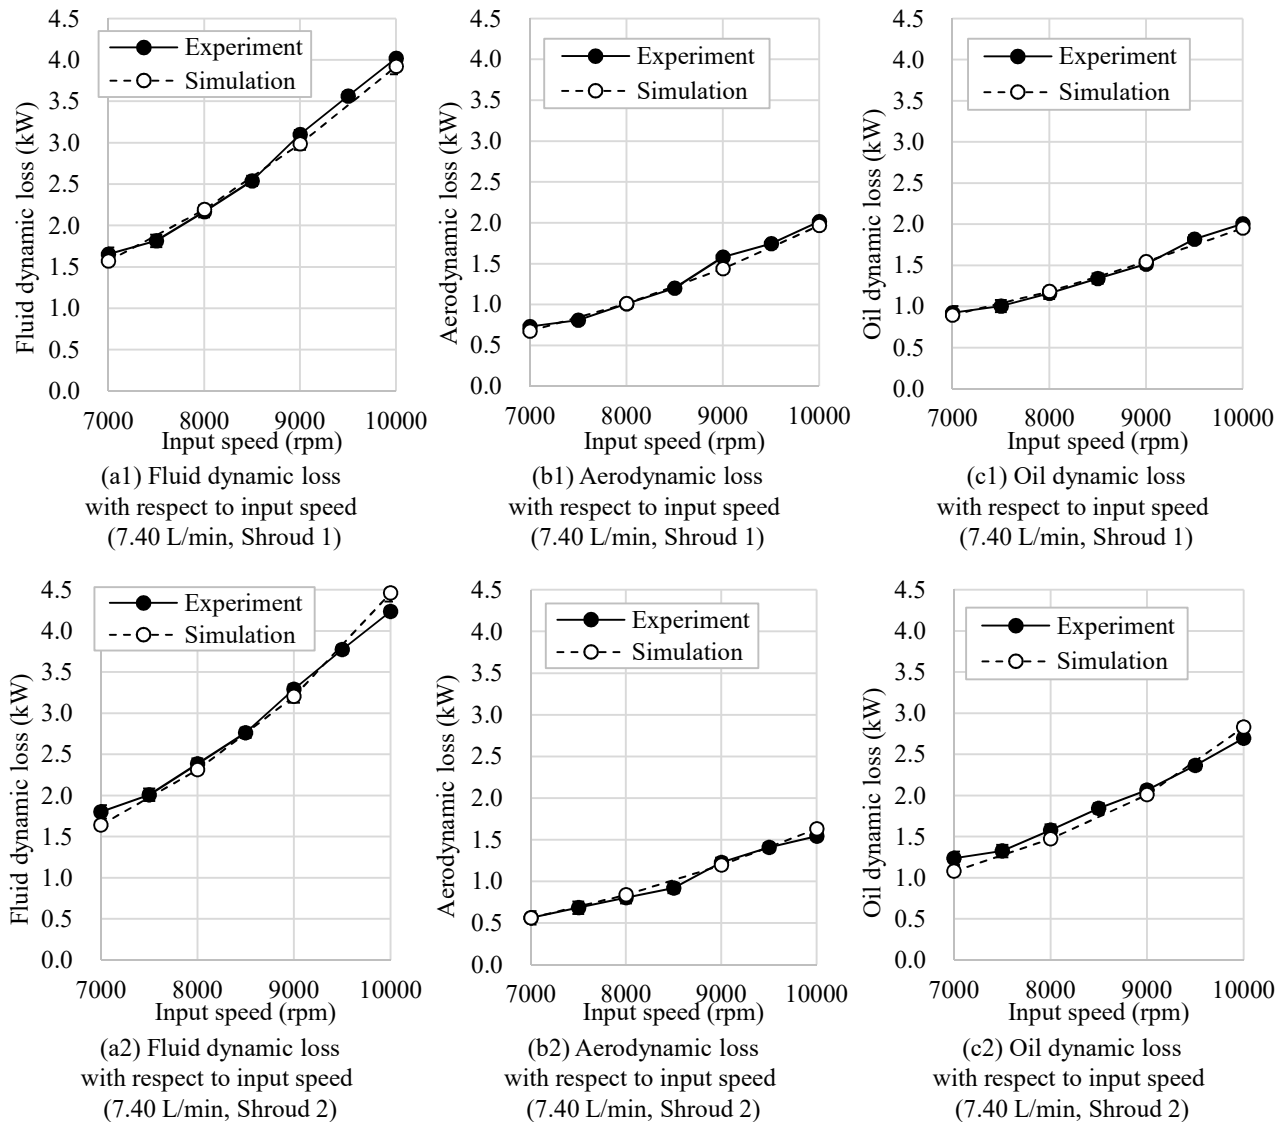 4.5
4.0
3.5
3.0
2.5
2.0
1.5
1.0
0.5
0.0
Fluid dynamic loss (kW)
Experiment
Simulation
7000 8000 9000 10000
Input speed (rpm)
(a1) Fluid dynamic loss
with respect to input speed
(7.40 L/min, Shroud 1)
4.5
4.0
3.5
3.0
2.5
2.0
1.5
1.0
0.5
0.0
Aerodynamic loss (kW)
Experiment
Simulation
7000 8000 9000 10000
Input speed (rpm)
(b1) Aerodynamic loss
with respect to input speed
(7.40 L/min, Shroud 1)
4.5
4.0
3.5
3.0
2.5
2.0
1.5
1.0
0.5
0.0
Oil dynamic loss (kW)
Experiment
Simulation
7000 8000 9000 10000
Input speed (rpm)
(c1) Oil dynamic loss
with respect to input speed
(7.40 L/min, Shroud 1)
4.5
4.0
3.5
3.0
2.5
2.0
1.5
1.0
0.5
0.0
Fluid dynamic loss (kW)
Experiment
Simulation
7000 8000 9000 10000
Input speed (rpm)
(a2) Fluid dynamic loss
with respect to input speed
(7.40 L/min, Shroud 2)
4.5
4.0
3.5
3.0
2.5
2.0
1.5
1.0
0.5
0.0
Aerodynamic loss (kW)
Experiment
Simulation
7000 8000 9000 10000
Input speed (rpm)
(b2) Aerodynamic loss
with respect to input speed
(7.40 L/min, Shroud 2)
4.5
4.0
3.5
3.0
2.5
2.0
1.5
1.0
0.5
0.0
Oil dynamic loss (kW)
Experiment
Simulation
7000 8000 9000 10000
Input speed (rpm)
(c2) Oil dynamic loss
with respect to input speed
(7.40 L/min, Shroud 2)